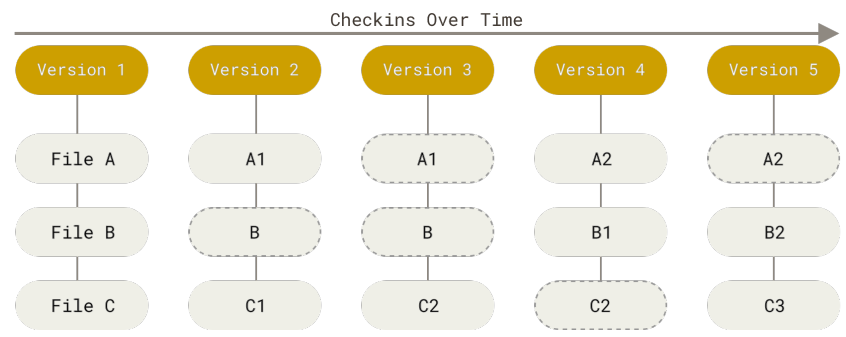 Checkins Over Time
Version 1 Version 2 Version 3 Version 4 Version 5
File A A1 A1 A2 A2
File B B B B1 B2
File C C1 C2 C2 C3